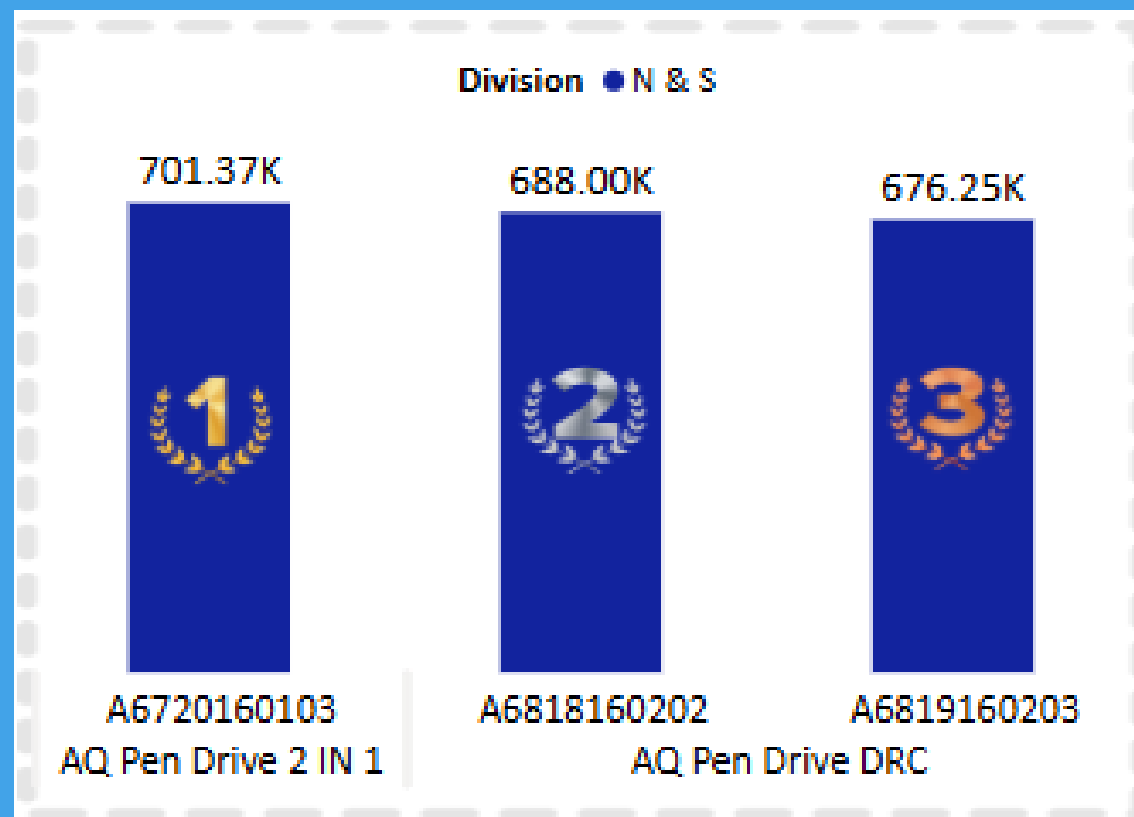 Division N & S
701.37K
688.00K
676.25K
1
2
3
A6720160103
A6818160202
A6819160203
AQ Pen Drive 2 IN 1
AQ Pen Drive DRC